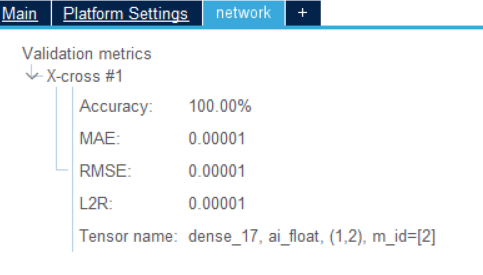 Main Platform Settings network +
Validation metrics
X-cross #1
Accuracy: 100.00%
MAE: 0.00001
RMSE: 0.00001
L2R: 0.00001
Tensor name: dense_17, ai_float, (1,2), m_id=[2]